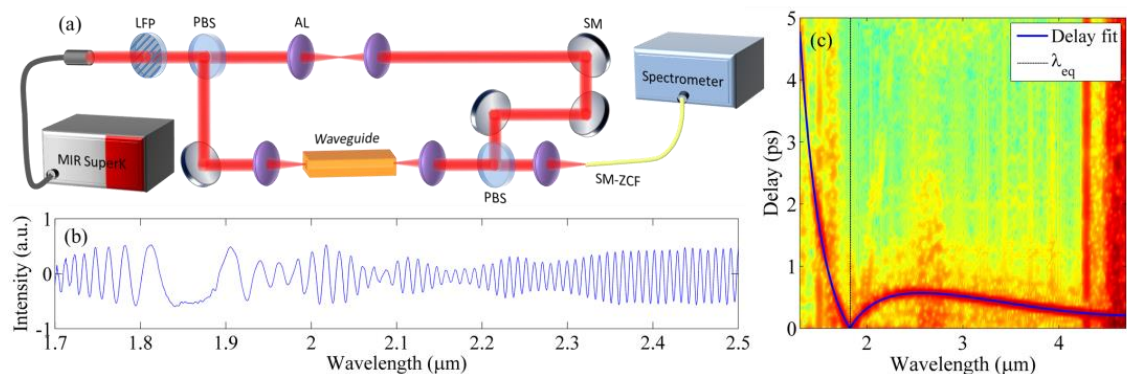 (a)
LFP
PBS
AL
SM
MIR SuperK
Waveguide
PBS
SM-ZCF
Spectrometer
(b)
Intensity (a.u.)
1
0
-1
1.7 1.8 1.9 2 2.1 2.2 2.3 2.4 2.5
Wavelength (μm)
(c)
Delay fit
λeq
Delay (ps)
5
4
3
2
1
0
2 3 4
Wavelength (μm)